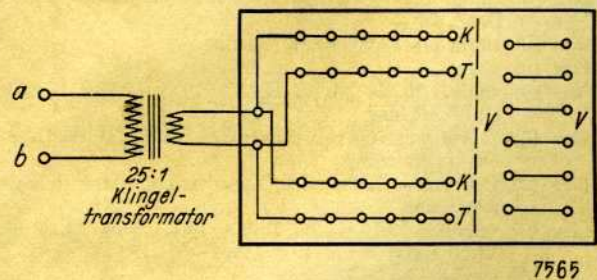 K
T
a
b
V
V
25:1
Klingel-
transformator
K
T
7565